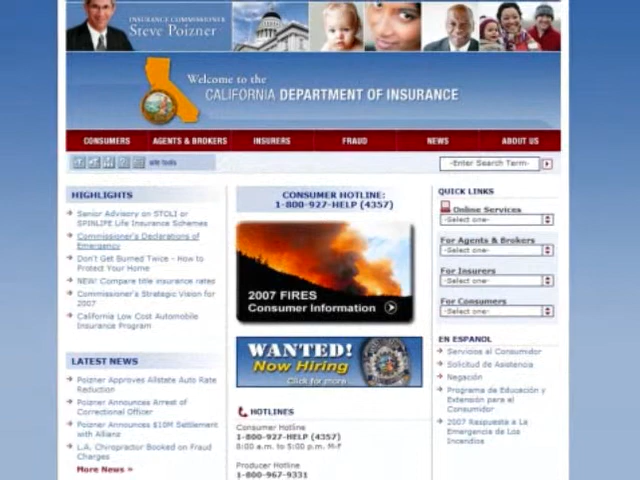 INSURANCE COMMISSIONER
Steve Poizner
Welcome to the
CALIFORNIA DEPARTMENT OF INSURANCE
CONSUMERS
AGENTS & BROKERS
INSURERS
FRAUD
NEWS
ABOUT US
site tools
-Enter Search Term-
HIGHLIGHTS
Senior Advisory on STOLI or
SPINLIFE Life Insurance Schemes
Commissioner's Declarations of
Emergency
Don't Get Burned Twice - How to
Protect Your Home
NEW! Compare title insurance rates
Commissioner's Strategic Vision for
2007
California Low Cost Automobile
Insurance Program
LATEST NEWS
Poizner Approves Allstate Auto Rate
Reduction
Poizner Announces Arrest of
Correctional Officer
Poizner Announces $10M Settlement
with Allianz
L.A. Chiropractor Booked on Fraud
Charges
More News »
CONSUMER HOTLINE:
1-800-927-HELP (4357)
2007 FIRES
Consumer Information
WANTED!
Now Hiring
Click for more...
HOTLINES
Consumer Hotline
1-800-927-HELP (4357)
8:00 a.m. to 5:00 p.m. M-F
Producer Hotline
1-800-967-9331
QUICK LINKS
Online Services
-Select one-
For Agents & Brokers
-Select one-
For Insurers
-Select one-
For Consumers
-Select one-
EN ESPANOL
Servicios al Consumidor
Solicitud de Asistencia
Negación
Programa de Educación y
Extensión para el
Consumidor
2007 Respuesta a La
Emergencia de Los
Incendios